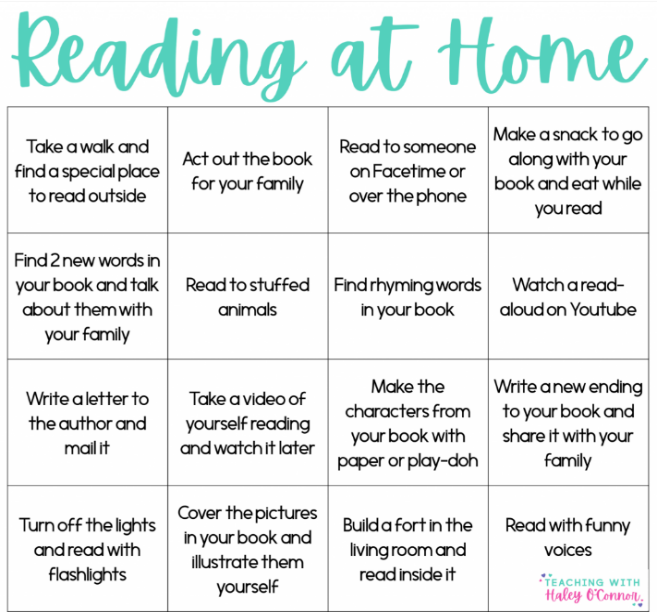 Reading at Home
Take a walk and
find a special place
to read outside
Act out the book
for your family
Read to someone
on Facetime or
over the phone
Make a snack to go
along with your
book and eat while
you read
Find 2 new words in
your book and talk
about them with
your family
Read to stuffed
animals
Find rhyming words
in your book
Watch a read-
aloud on Youtube
Write a letter to
the author and
mail it
Take a video of
yourself reading
and watch it later
Make the
characters from
your book with
paper or play-doh
Write a new ending
to your book and
share it with your
family
Turn off the lights
and read with
flashlights
Cover the pictures
in your book and
illustrate them
yourself
Build a fort in the
living room and
read inside it
Read with funny
voices
TEACHING WITH
Haley O'Connor